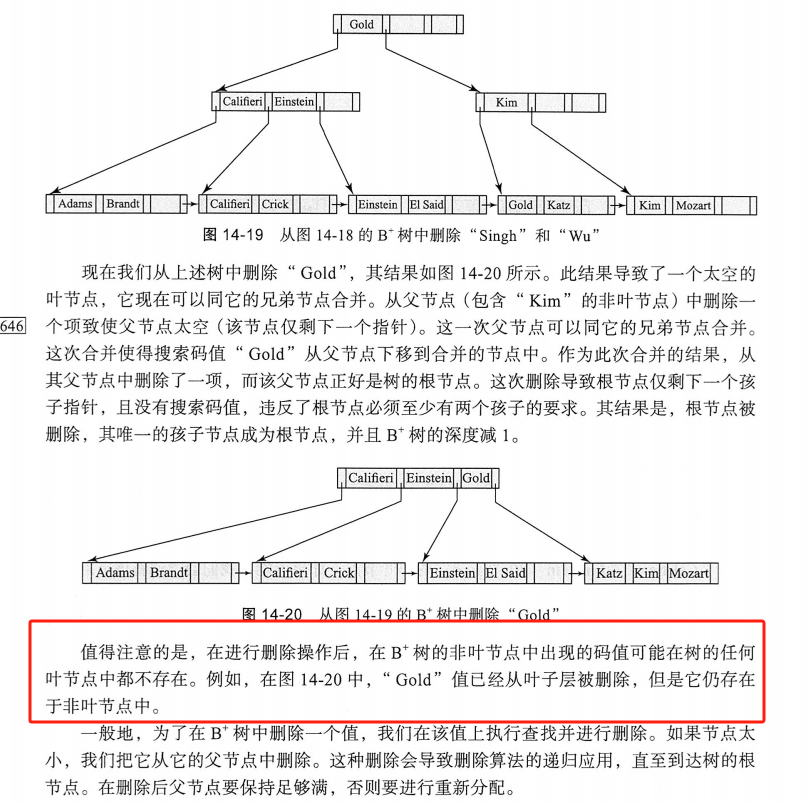 Gold
Califieri Einstein
Kim
Adams Brandt
Califieri Crick
Einstein El Said
Gold Katz
Kim Mozart
图 14-19 从图 14-18 的 B+ 树中删除“Singh”和“Wu”
现在我们从上述树中删除“Gold”，其结果如图 14-20 所示。此结果导致了一个太空的
叶节点，它现在可以同它的兄弟节点合并。从父节点（包含“Kim”的非叶节点）中删除一
646
个项致使父节点太空（该节点仅剩下一个指针）。这一次父节点可以同它的兄弟节点合并。
这次合并使得搜索码值“Gold”从父节点下移到合并的节点中。作为此次合并的结果，从
其父节点中删除了一项，而该父节点正好是树的根节点。这次删除导致根节点仅剩下一个孩
子指针，且没有搜索码值，违反了根节点必须至少有两个孩子的要求。其结果是，根节点被
删除，其唯一的孩子节点成为根节点，并且 B+ 树的深度减 1。
Califieri Einstein Gold
Adams Brandt
Califieri Crick
Einstein El Said
Katz Kim Mozart
图 14-20 从图 14-19 的 B+ 树中删除“Gold”
值得注意的是，在进行删除操作后，在 B+ 树的非叶节点中出现的码值可能在树的任何
叶节点中都不存在。例如，在图 14-20 中，“Gold”值已经从叶子层被删除，但是它仍存在
于非叶节点中。
一般地，为了在 B+ 树中删除一个值，我们在该值上执行查找并进行删除。如果节点太
小，我们把它从它的父节点中删除。这种删除会导致删除算法的递归应用，直至到达树的根
节点。在删除后父节点要保持足够满，否则要进行重新分配。